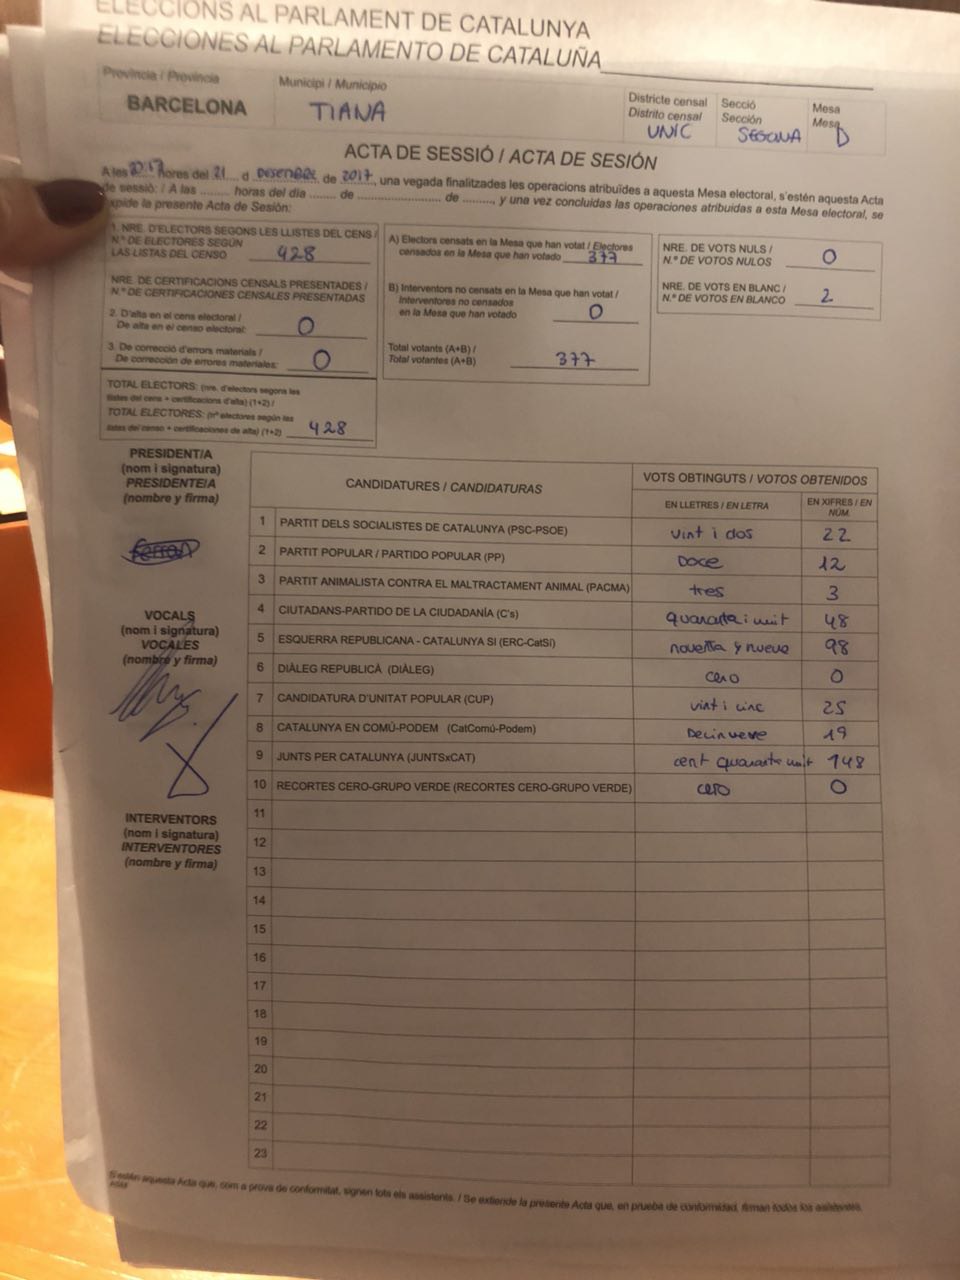 ELECCIONS AL PARLAMENT DE CATALUNYA
ELECCIONES AL PARLAMENTO DE CATALUÑA
Província / Provincia
BARCELONA
Municipi / Municipio
TIANA
Districte censal
Distrito censal
UNIC
Secció
Sección
SEGONA
Mesa
Mesa
D
ACTA DE SESSIÓ / ACTA DE SESIÓN
A les 2017 hores del 21 d DESEMBRE de 2017, una vegada finalitzades les operacions atribuïdes a aquesta Mesa electoral, s'estén aquesta Acta
de sessió: / A las ........ horas del día ....... de ..................... de ........, y una vez concluidas las operaciones atribuidas a esta Mesa electoral, se
expide la presente Acta de Sesión:
1. NRE. D'ELECTORS SEGONS LES LLISTES DEL CENS /
N.º DE ELECTORES SEGÚN
LAS LISTAS DEL CENSO 428
NRE. DE CERTIFICACIONS CENSALS PRESENTADES /
N.º DE CERTIFICACIONES CENSALES PRESENTADAS
2. D'alta en el cens electoral /
De alta en el censo electoral: 0
3. De correcció d'errors materials /
De corrección de errores materiales: 0
TOTAL ELECTORS: (nre. d'electors segons les
llistes del cens + certificacions d'alta) (1+2) /
TOTAL ELECTORES: (nº electores según las
listas del censo + certificaciones de alta) (1+2) 428
A) Electors censats en la Mesa que han votat / Electores
censados en la Mesa que han votado 377
B) Interventors no censats en la Mesa que han votat /
Interventores no censados
en la Mesa que han votado 0
Total votants (A+B) /
Total votantes (A+B) 377
NRE. DE VOTS NULS /
N.º DE VOTOS NULOS 0
NRE. DE VOTS EN BLANC /
N.º DE VOTOS EN BLANCO 2
PRESIDENT/A
(nom i signatura)
PRESIDENTE/A
(nombre y firma)
VOCALS
(nom i signatura)
VOCALES
(nombre y firma)
INTERVENTORS
(nom i signatura)
INTERVENTORES
(nombre y firma)
CANDIDATURES / CANDIDATURAS
VOTS OBTINGUTS / VOTOS OBTENIDOS
EN LLETRES / EN LETRA
EN XIFRES / EN NÚM.
1 PARTIT DELS SOCIALISTES DE CATALUNYA (PSC-PSOE) vint i dos 22
2 PARTIT POPULAR / PARTIDO POPULAR (PP) DOCE 12
3 PARTIT ANIMALISTA CONTRA EL MALTRACTAMENT ANIMAL (PACMA) tres 3
4 CIUTADANS-PARTIDO DE LA CIUDADANÍA (C's) quaranta i vuit 48
5 ESQUERRA REPUBLICANA - CATALUNYA SI (ERC-CatSí) noventa y nueve 98
6 DIÀLEG REPUBLICÀ (DIÀLEG) cero 0
7 CANDIDATURA D'UNITAT POPULAR (CUP) vint i cinc 25
8 CATALUNYA EN COMÚ-PODEM (CatComú-Podem) Decinueve 19
9 JUNTS PER CATALUNYA (JUNTSxCAT) cent quaranta vuit 148
10 RECORTES CERO-GRUPO VERDE (RECORTES CERO-GRUPO VERDE) cero 0
11
12
13
14
15
16
17
18
19
20
21
22
23
S'estén aquesta Acta que, com a prova de conformitat, signen tots els assistents. / Se extiende la presente Acta que, en prueba de conformidad, firman todos los asistentes.